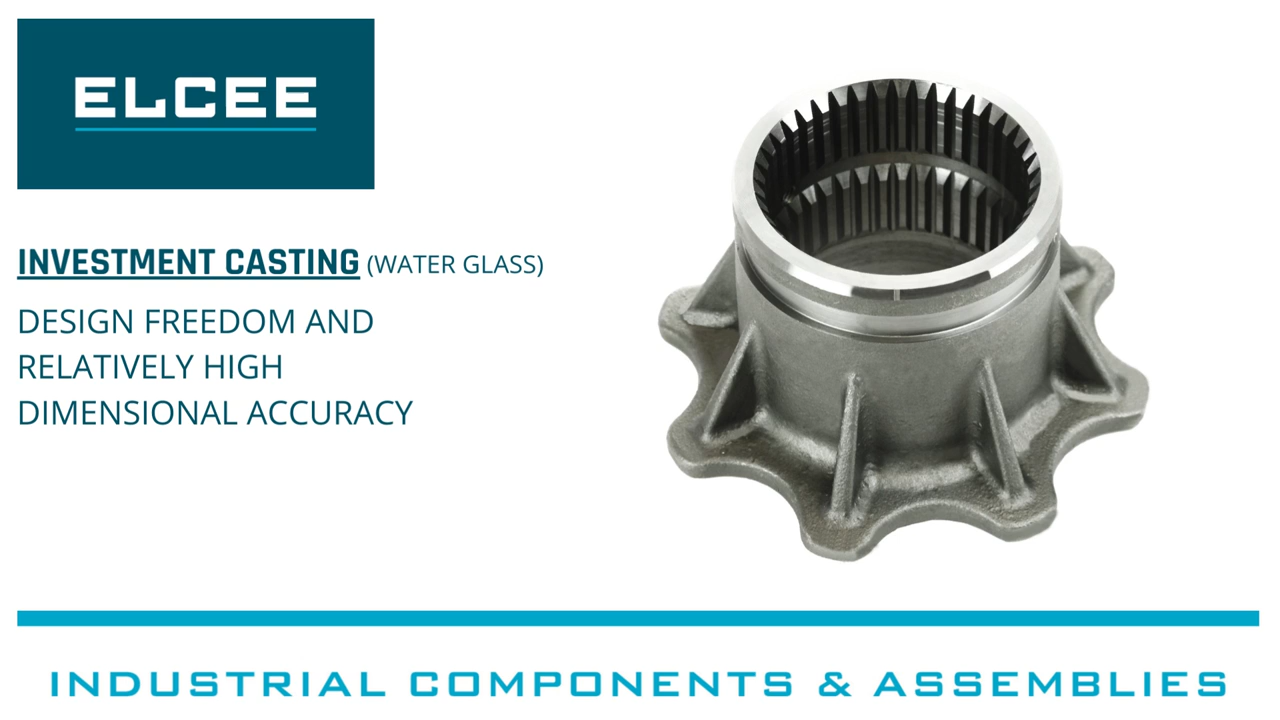 ELCEE
INVESTMENT CASTING (WATER GLASS)
DESIGN FREEDOM AND
RELATIVELY HIGH
DIMENSIONAL ACCURACY
INDUSTRIAL COMPONENTS & ASSEMBLIES